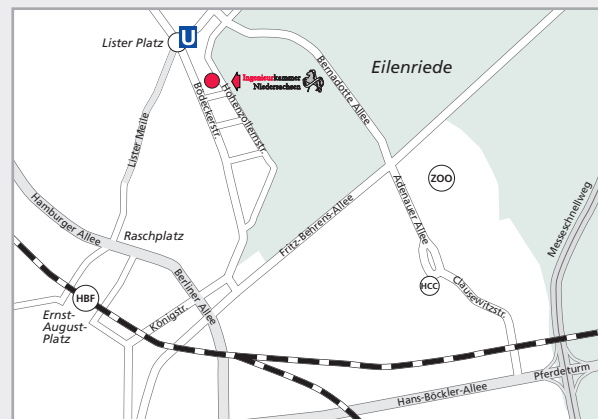 Lister Platz
U
Ingenieurkammer
Niedersachsen
Eilenriede
Bernadotte Allee
Bödeckerstr.
Hohenzollernstr.
Lister Meile
ZOO
Messeschnellweg
Adenauer Allee
Fritz-Behrens-Allee
Hamburger Allee
Raschplatz
Berliner Allee
HCC
Clausewitzstr.
HBF
Königstr.
Ernst-
August-
Platz
Pferdeturm
Hans-Böckler-Allee